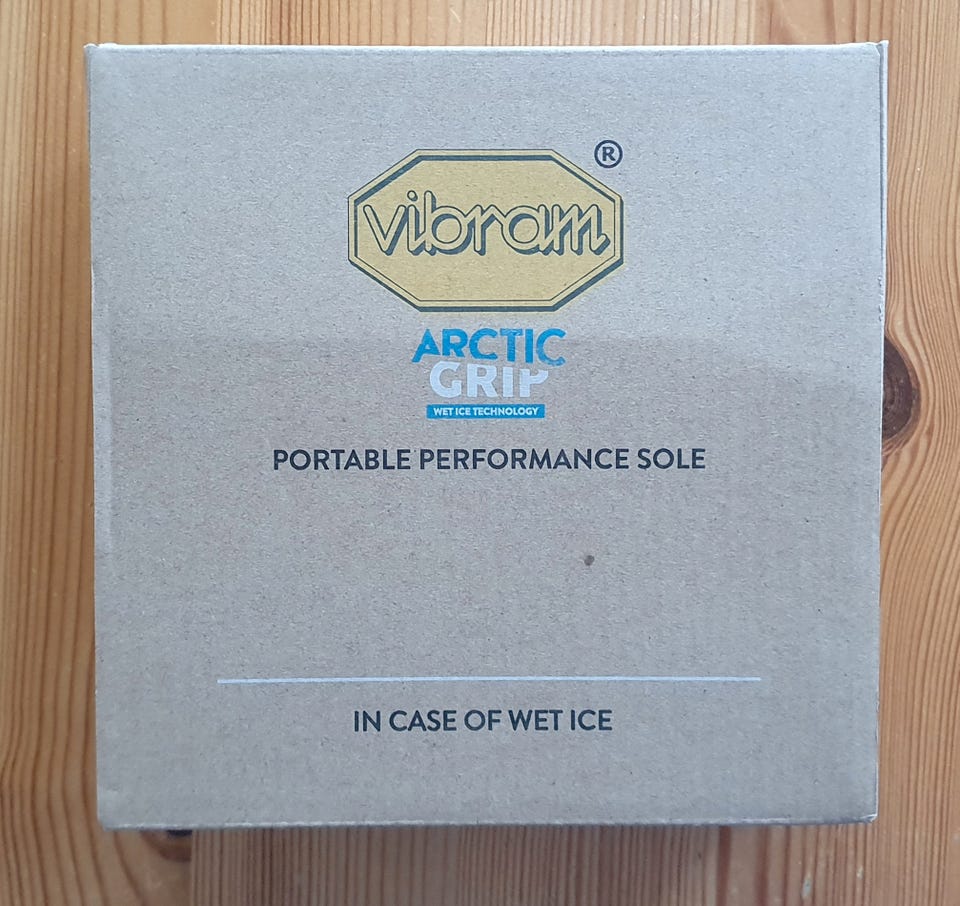 vibram®
ARCTIC
GRIP
WET ICE TECHNOLOGY
PORTABLE PERFORMANCE SOLE
IN CASE OF WET ICE